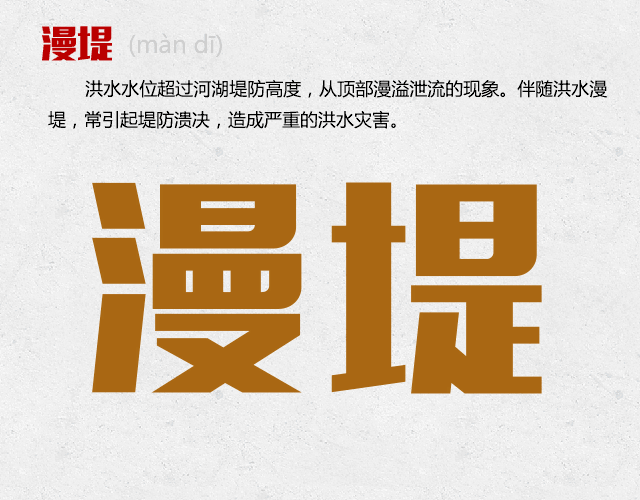 漫堤 (màn dī)
洪水水位超过河湖堤防高度，从顶部漫溢泄流的现象。伴随洪水漫
堤，常引起堤防溃决，造成严重的洪水灾害。
漫堤